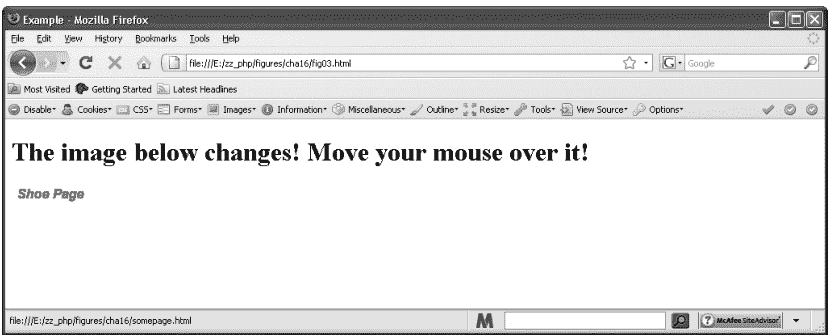 Example - Mozilla Firefox
File Edit View History Bookmarks Tools Help
file:///E:/zz_php/figures/cha16/fig03.html
G Google
Most Visited Getting Started Latest Headlines
Disable Cookies CSS Forms Images Information Miscellaneous Outline Resize Tools View Source Options
The image below changes! Move your mouse over it!
Shoe Page
file:///E:/zz_php/figures/cha16/somepage.html
M
McAfee SiteAdvisor